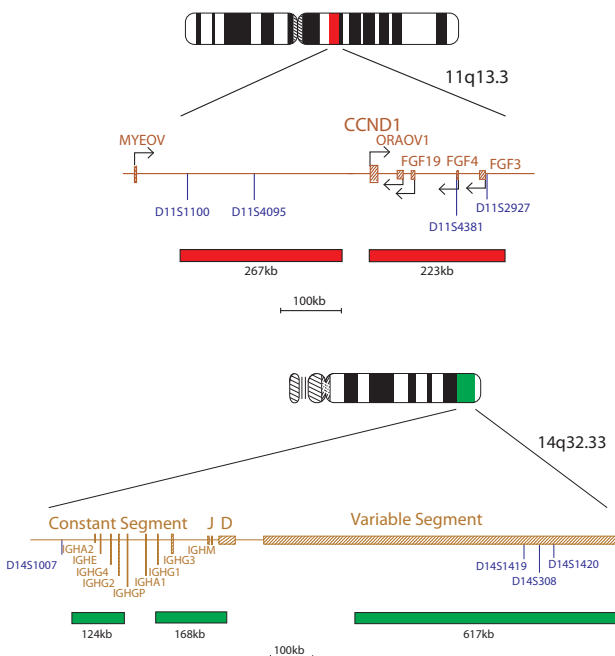 11q13.3
CCND1
MYEOV
ORAOV1
FGF19 FGF4 FGF3
D11S1100 D11S4095 D11S2927
D11S4381
267kb 223kb
100kb
14q32.33
Constant Segment J D Variable Segment
IGHA2 IGHM
D14S1007 IGHE IGHG3 D14S1419 D14S1420
IGHG4 IGHG1
IGHG2 IGHA1 D14S308
IGHGP
124kb 168kb 617kb
100kb